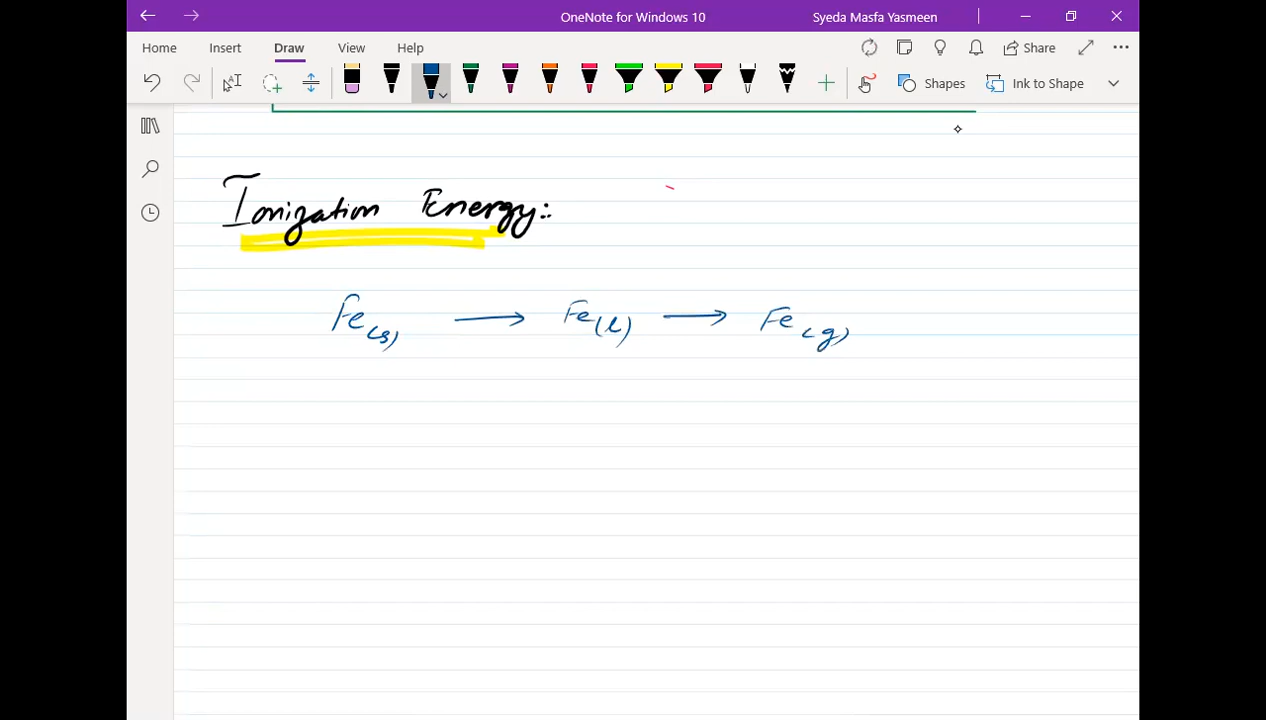 OneNote for Windows 10
Syeda Masfa Yasmeen
Home Insert Draw View Help
Share
Shapes
Ink to Shape
Ionization Energy:
Fe(s) → Fe(l) → Fe(g)